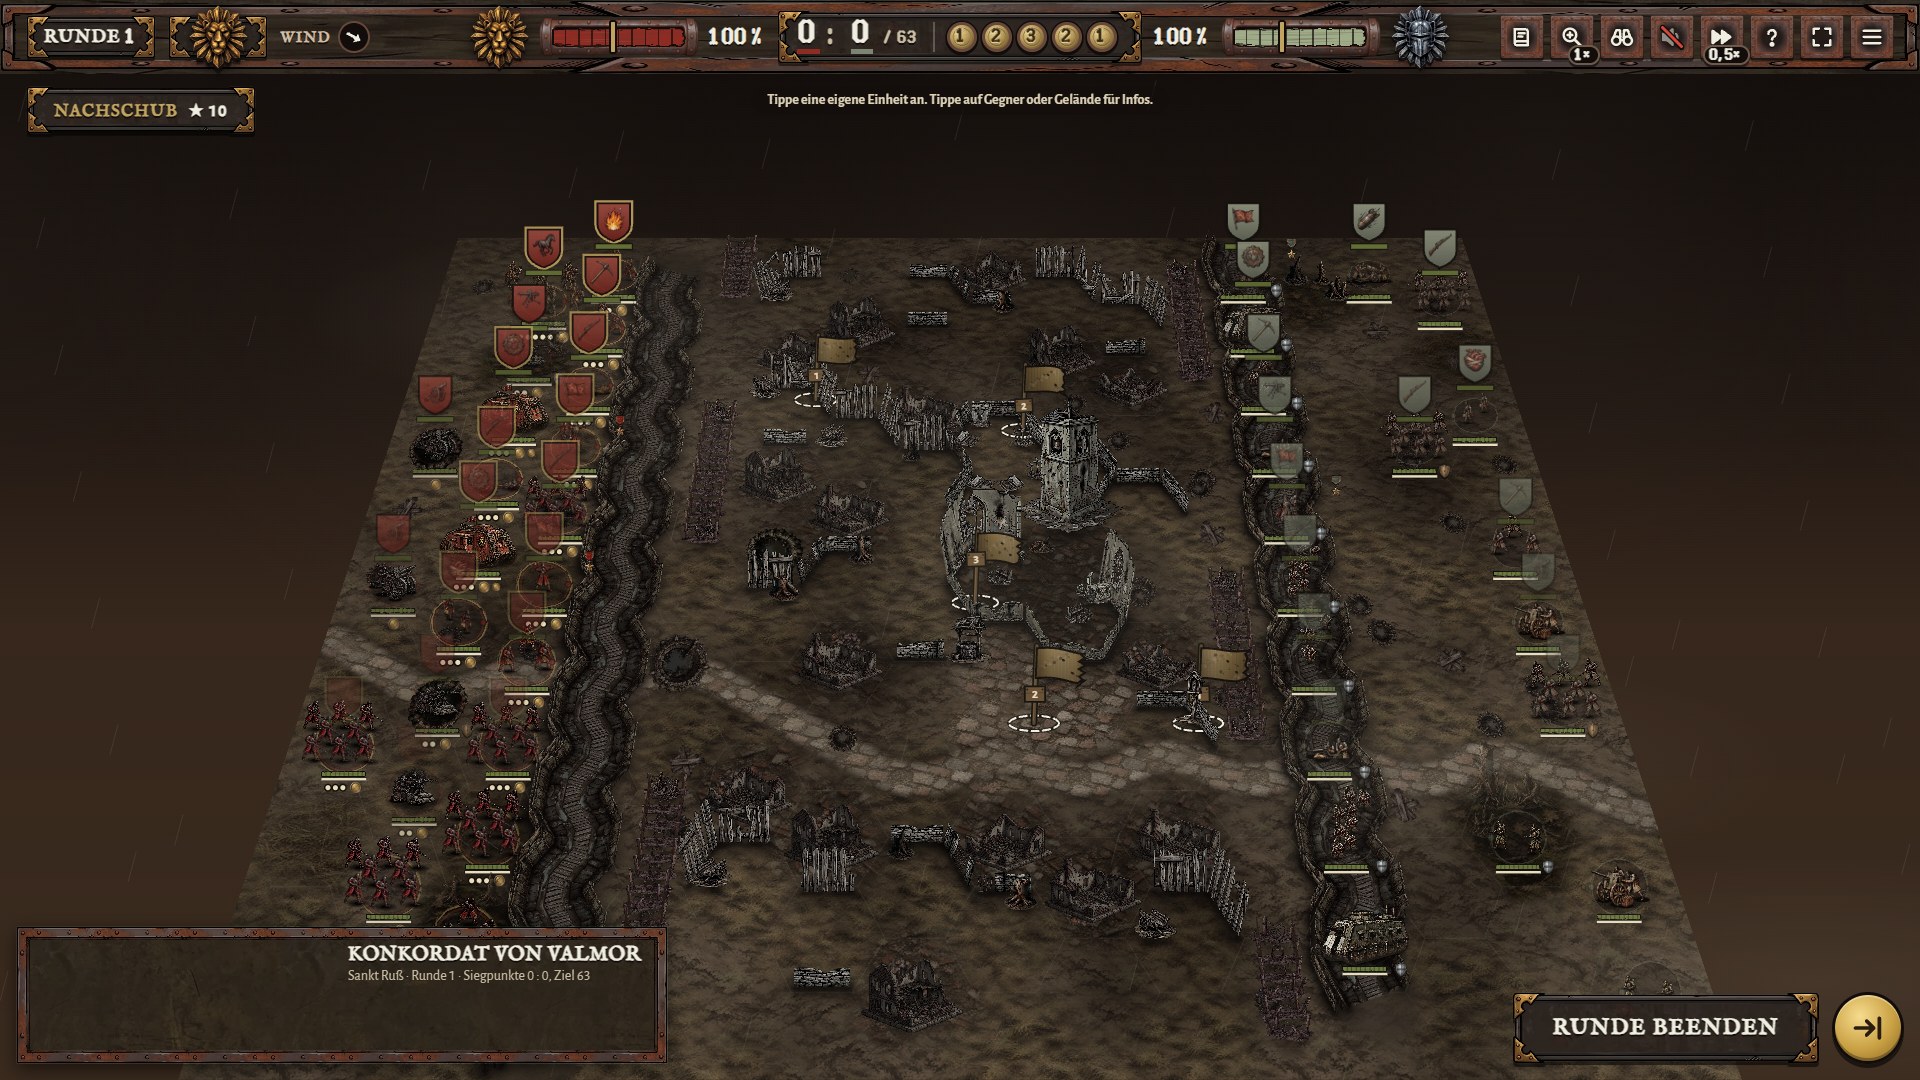 RUNDE 1
WIND
100%
0 : 0 / 63
1 2 3 2 1
100%
1×
0,5×
?
NACHSCHUB ★ 10
Tippe eine eigene Einheit an. Tippe auf Gegner oder Gelände für Infos.
1
2
3
2
KONKORDAT VON VALMOR
Sankt Ruß · Runde 1 · Siegpunkte 0 : 0, Ziel 63
RUNDE BEENDEN